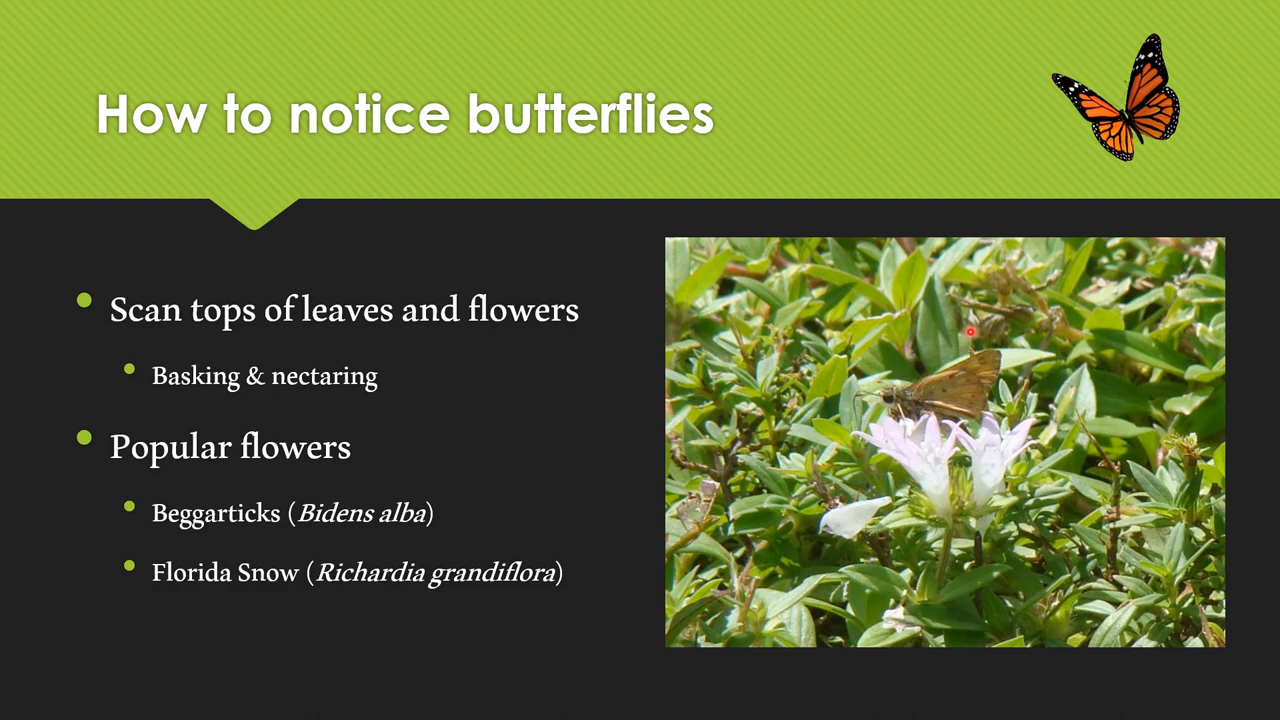 How to notice butterflies
Scan tops of leaves and flowers
Basking & nectaring
Popular flowers
Beggarticks (Bidens alba)
Florida Snow (Richardia grandiflora)